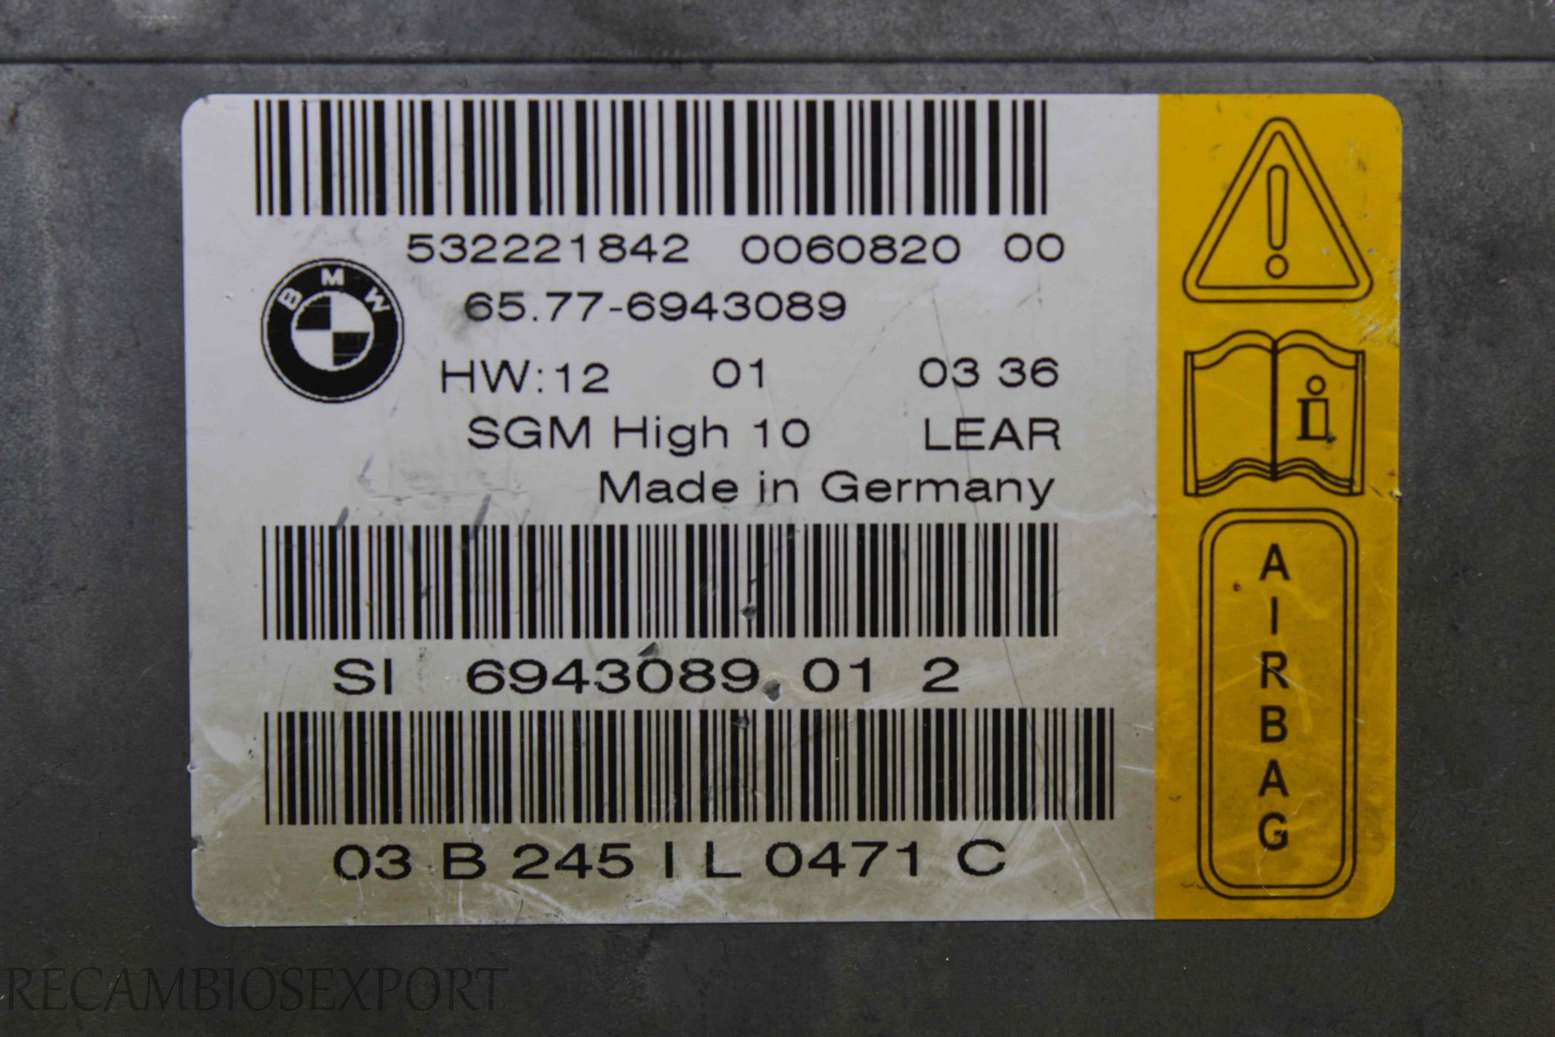 532221842 0060820 00
BMW
65.77-6943089
HW:12 01 03 36
SGM High 10 LEAR
Made in Germany
SI 6943089 01 2
03 B 245 I L 0471 C
i
AIRBAG
RECAMBIOSEXPORT